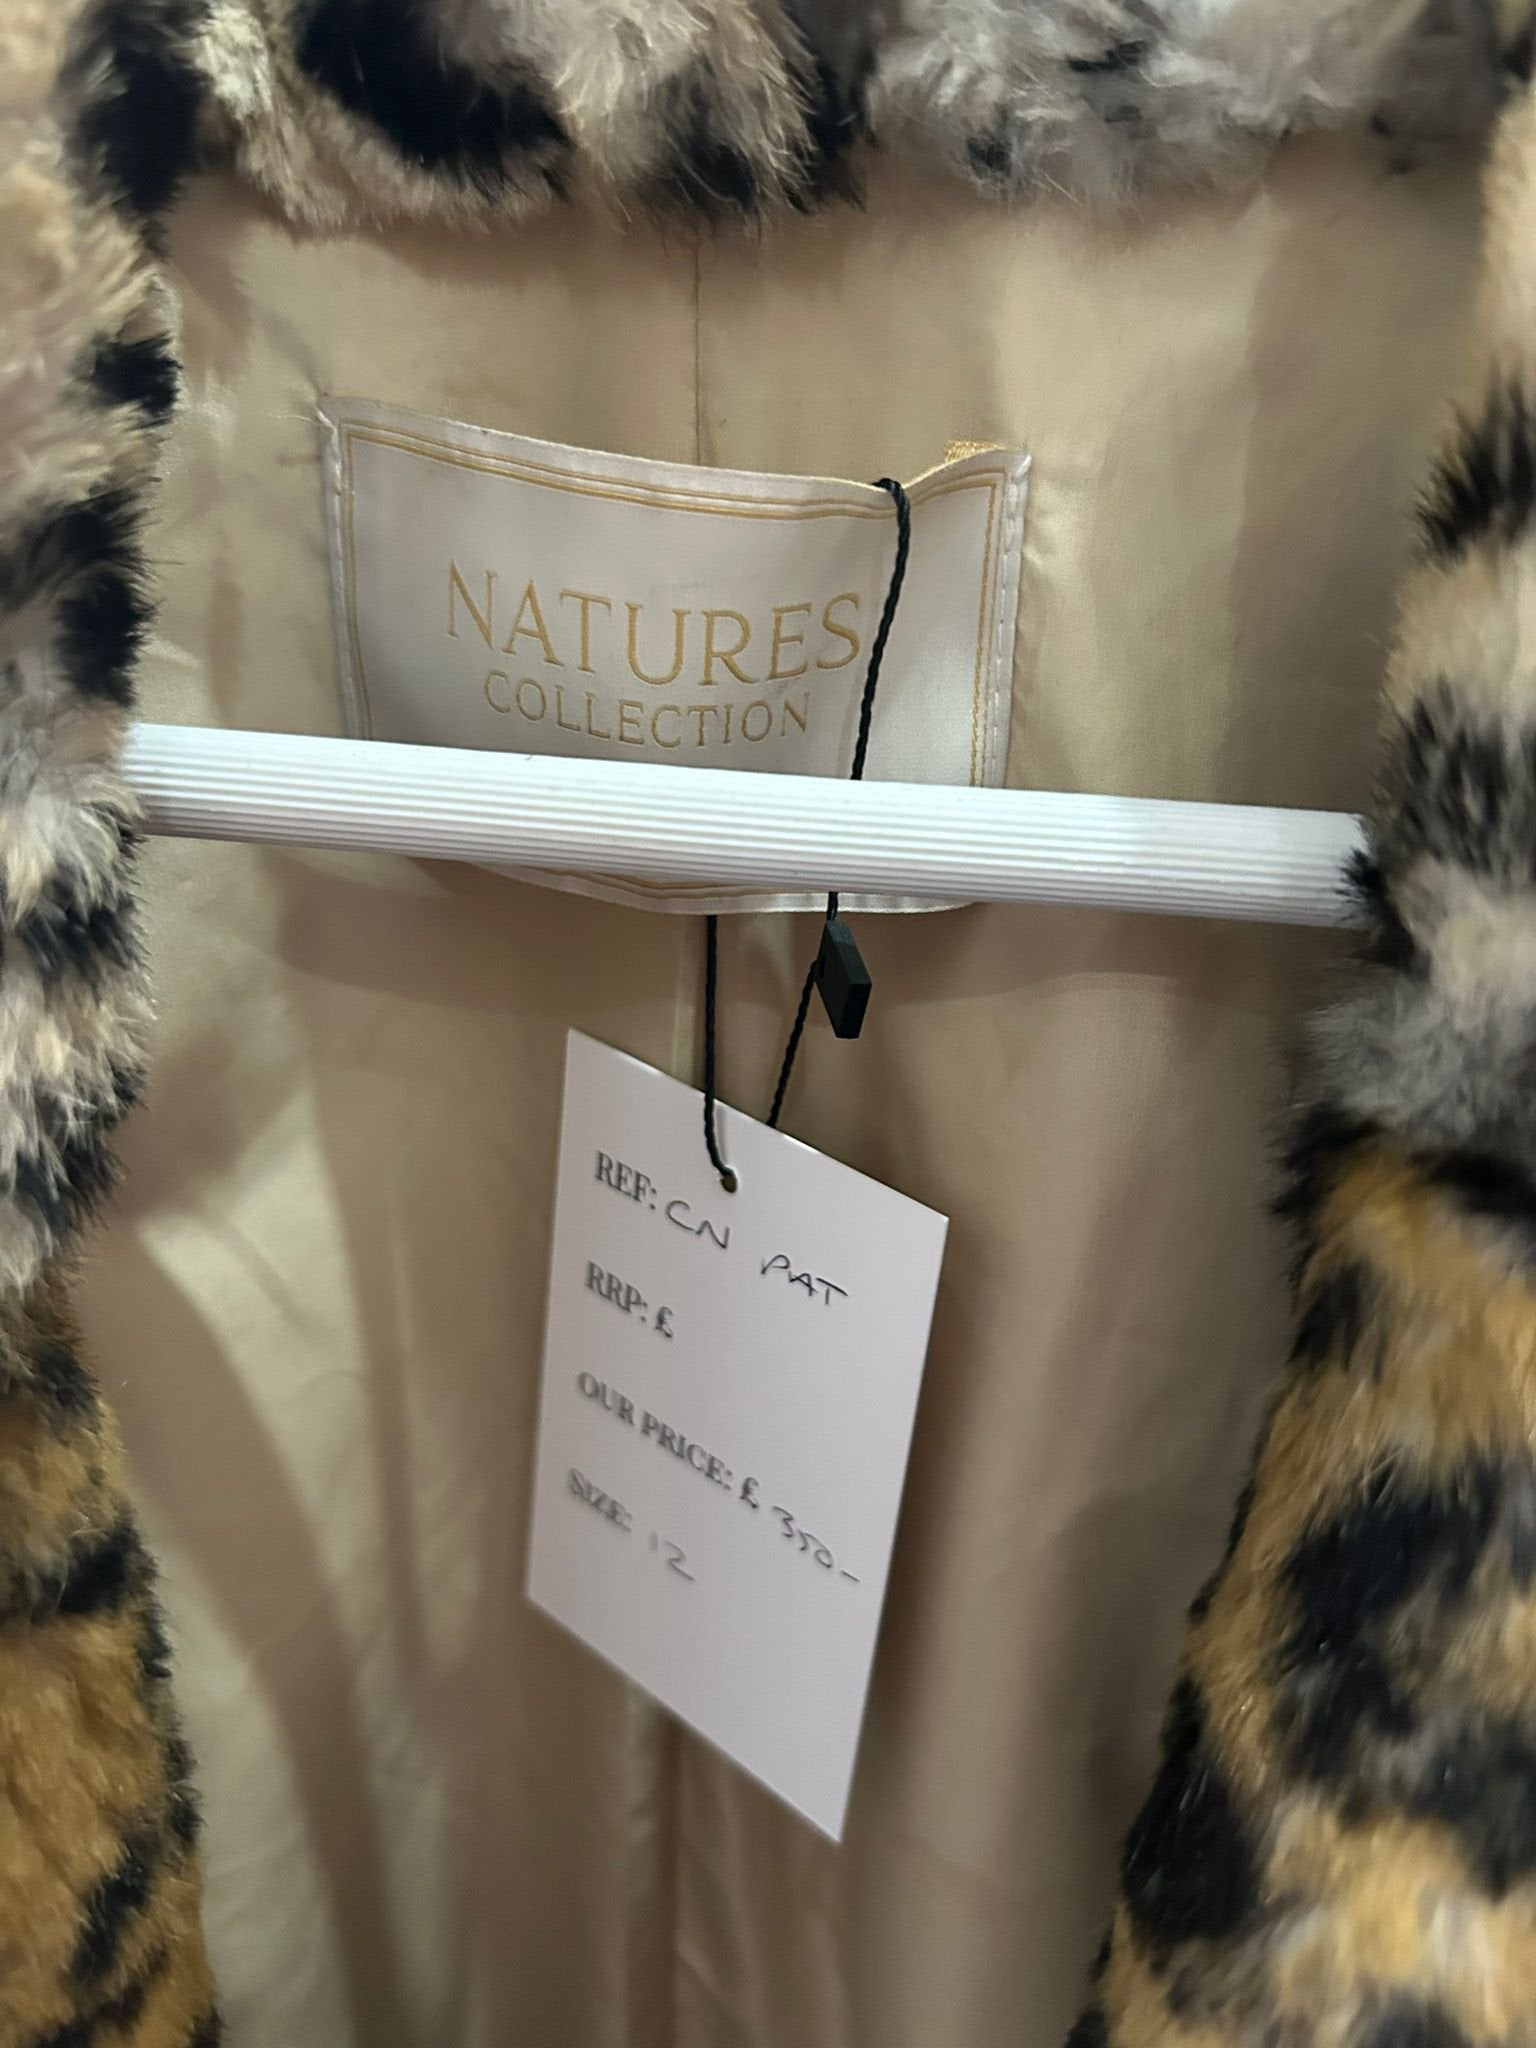 NATURES
COLLECTION
REF: CN PAT
RRP: £
OUR PRICE: £ 350.-
SIZE: 12